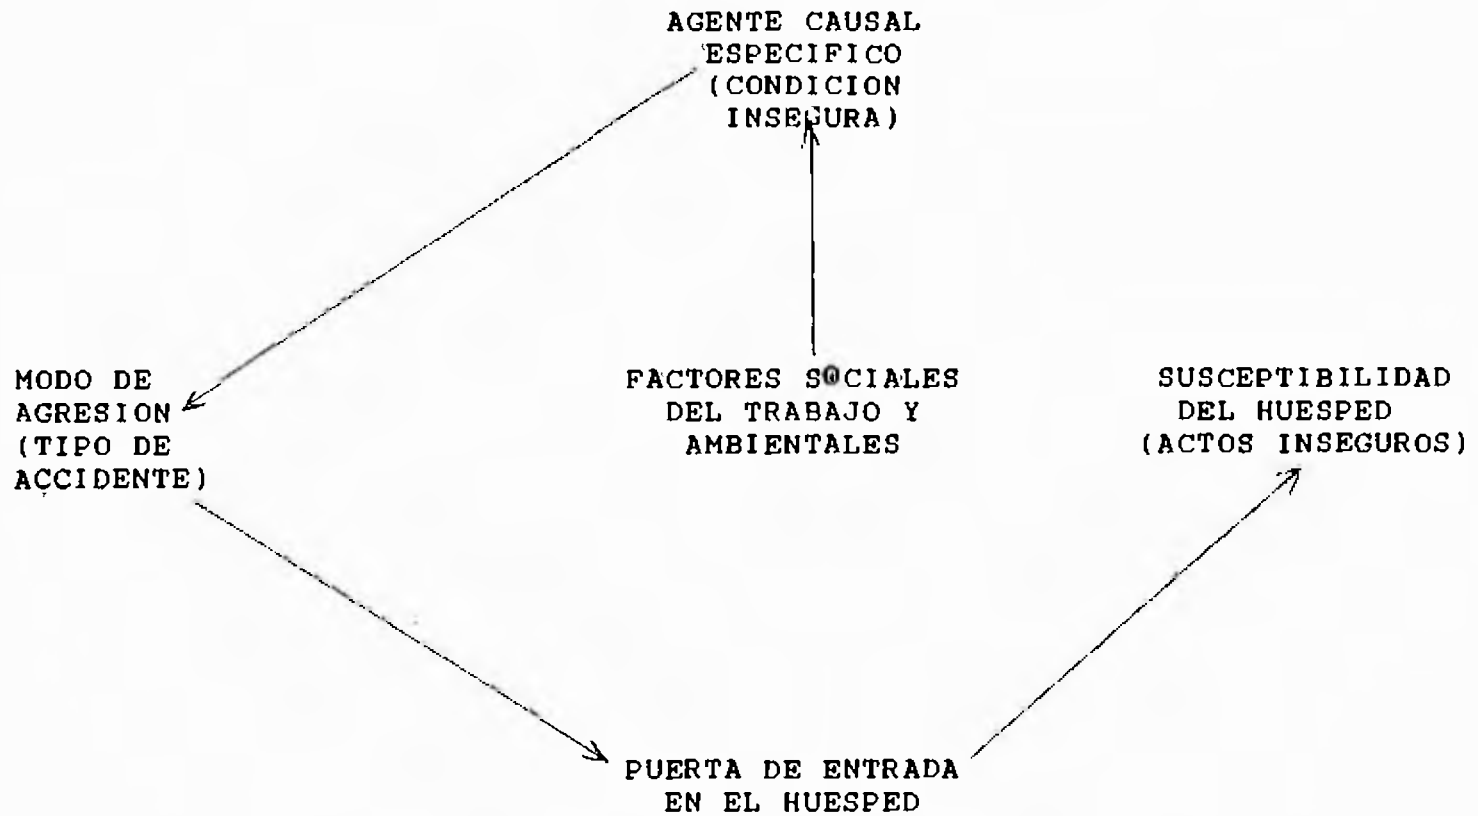 AGENTE CAUSAL
ESPECIFICO
(CONDICION
INSEGURA)
MODO DE
AGRESION
(TIPO DE
ACCIDENTE)
FACTORES SOCIALES
DEL TRABAJO Y
AMBIENTALES
SUSCEPTIBILIDAD
DEL HUESPED
(ACTOS INSEGUROS)
PUERTA DE ENTRADA
EN EL HUESPED